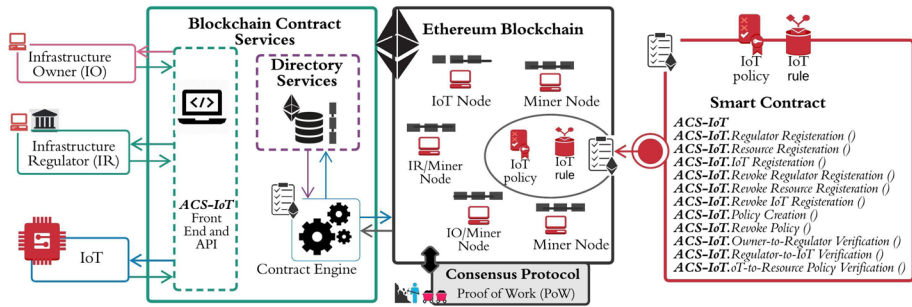 Infrastructure
Owner (IO)
Infrastructure
Regulator (IR)
IoT
Blockchain Contract
Services
Directory
Services
</>
ACS-IoT
Front
End and
API
Contract Engine
Ethereum Blockchain
IoT Node
Miner Node
IR/Miner
Node
IoT
policy
IoT
rule
IO/Miner
Node
Miner Node
Consensus Protocol
Proof of Work (PoW)
IoT
policy
IoT
rule
Smart Contract
ACS-IoT
ACS-IoT.Regulator Registeration ()
ACS-IoT.Resource Registeration ()
ACS-IoT.IoT Registeration ()
ACS-IoT.Revoke Regulator Registeration ()
ACS-IoT.Revoke Resource Registeration ()
ACS-IoT.Revoke IoT Registeration ()
ACS-IoT.Policy Creation ()
ACS-IoT.Revoke Policy ()
ACS-IoT.Owner-to-Regulator Verification ()
ACS-IoT.Regulator-to-IoT Verification ()
ACS-IoT.oT-to-Resource Policy Verification ()